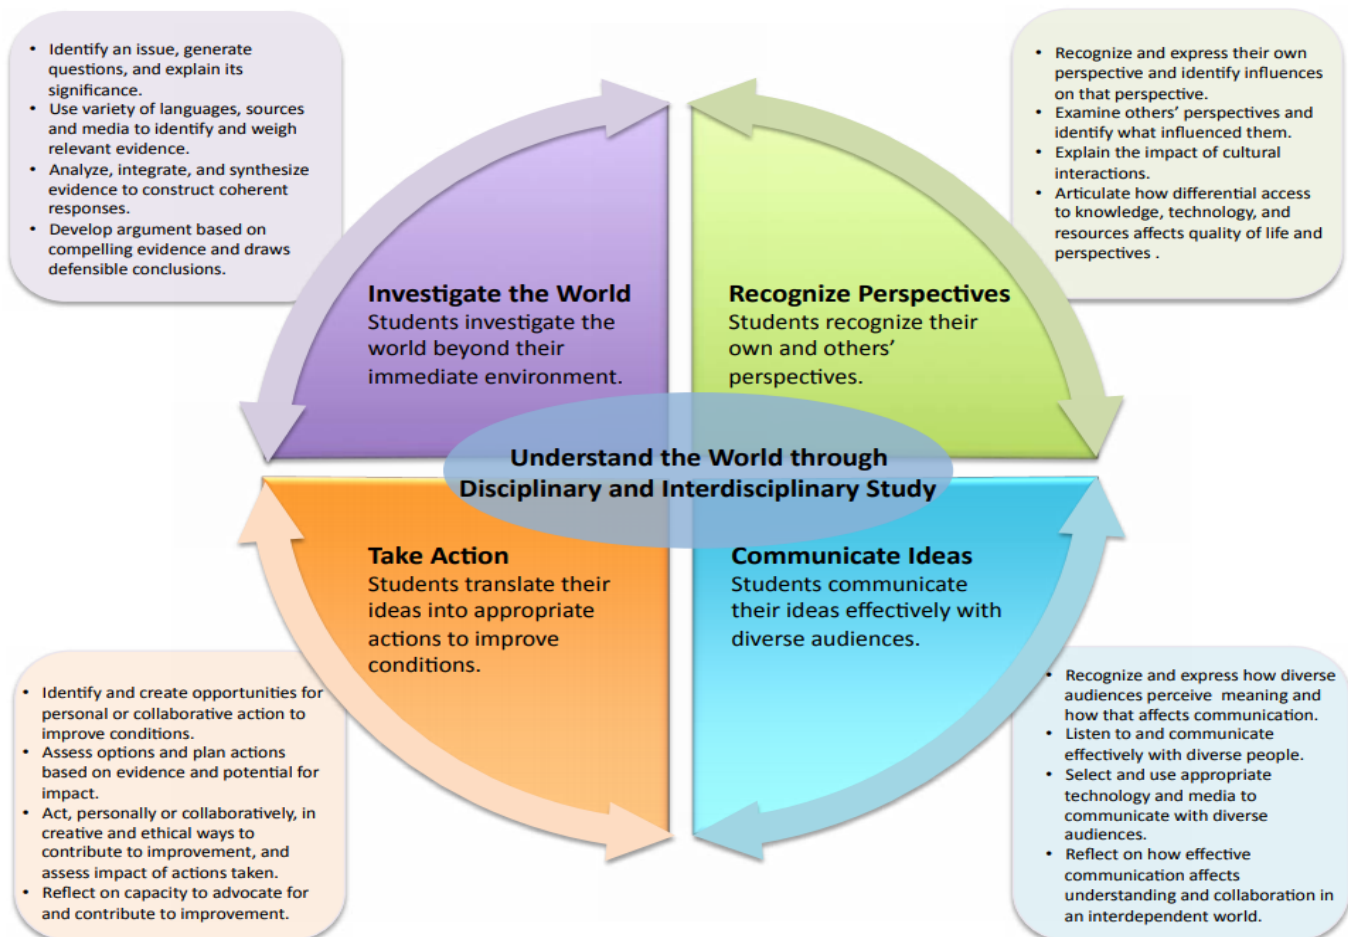 • Identify an issue, generate
questions, and explain its
significance.
• Use variety of languages, sources
and media to identify and weigh
relevant evidence.
• Analyze, integrate, and synthesize
evidence to construct coherent
responses.
• Develop argument based on
compelling evidence and draws
defensible conclusions.
• Recognize and express their own
perspective and identify influences
on that perspective.
• Examine others’ perspectives and
identify what influenced them.
• Explain the impact of cultural
interactions.
• Articulate how differential access
to knowledge, technology, and
resources affects quality of life and
perspectives .
Investigate the World
Students investigate the
world beyond their
immediate environment.
Recognize Perspectives
Students recognize their
own and others’
perspectives.
Understand the World through
Disciplinary and Interdisciplinary Study
Take Action
Students translate their
ideas into appropriate
actions to improve
conditions.
Communicate Ideas
Students communicate
their ideas effectively with
diverse audiences.
• Identify and create opportunities for
personal or collaborative action to
improve conditions.
• Assess options and plan actions
based on evidence and potential for
impact.
• Act, personally or collaboratively, in
creative and ethical ways to
contribute to improvement, and
assess impact of actions taken.
• Reflect on capacity to advocate for
and contribute to improvement.
• Recognize and express how diverse
audiences perceive meaning and
how that affects communication.
• Listen to and communicate
effectively with diverse people.
• Select and use appropriate
technology and media to
communicate with diverse
audiences.
• Reflect on how effective
communication affects
understanding and collaboration in
an interdependent world.